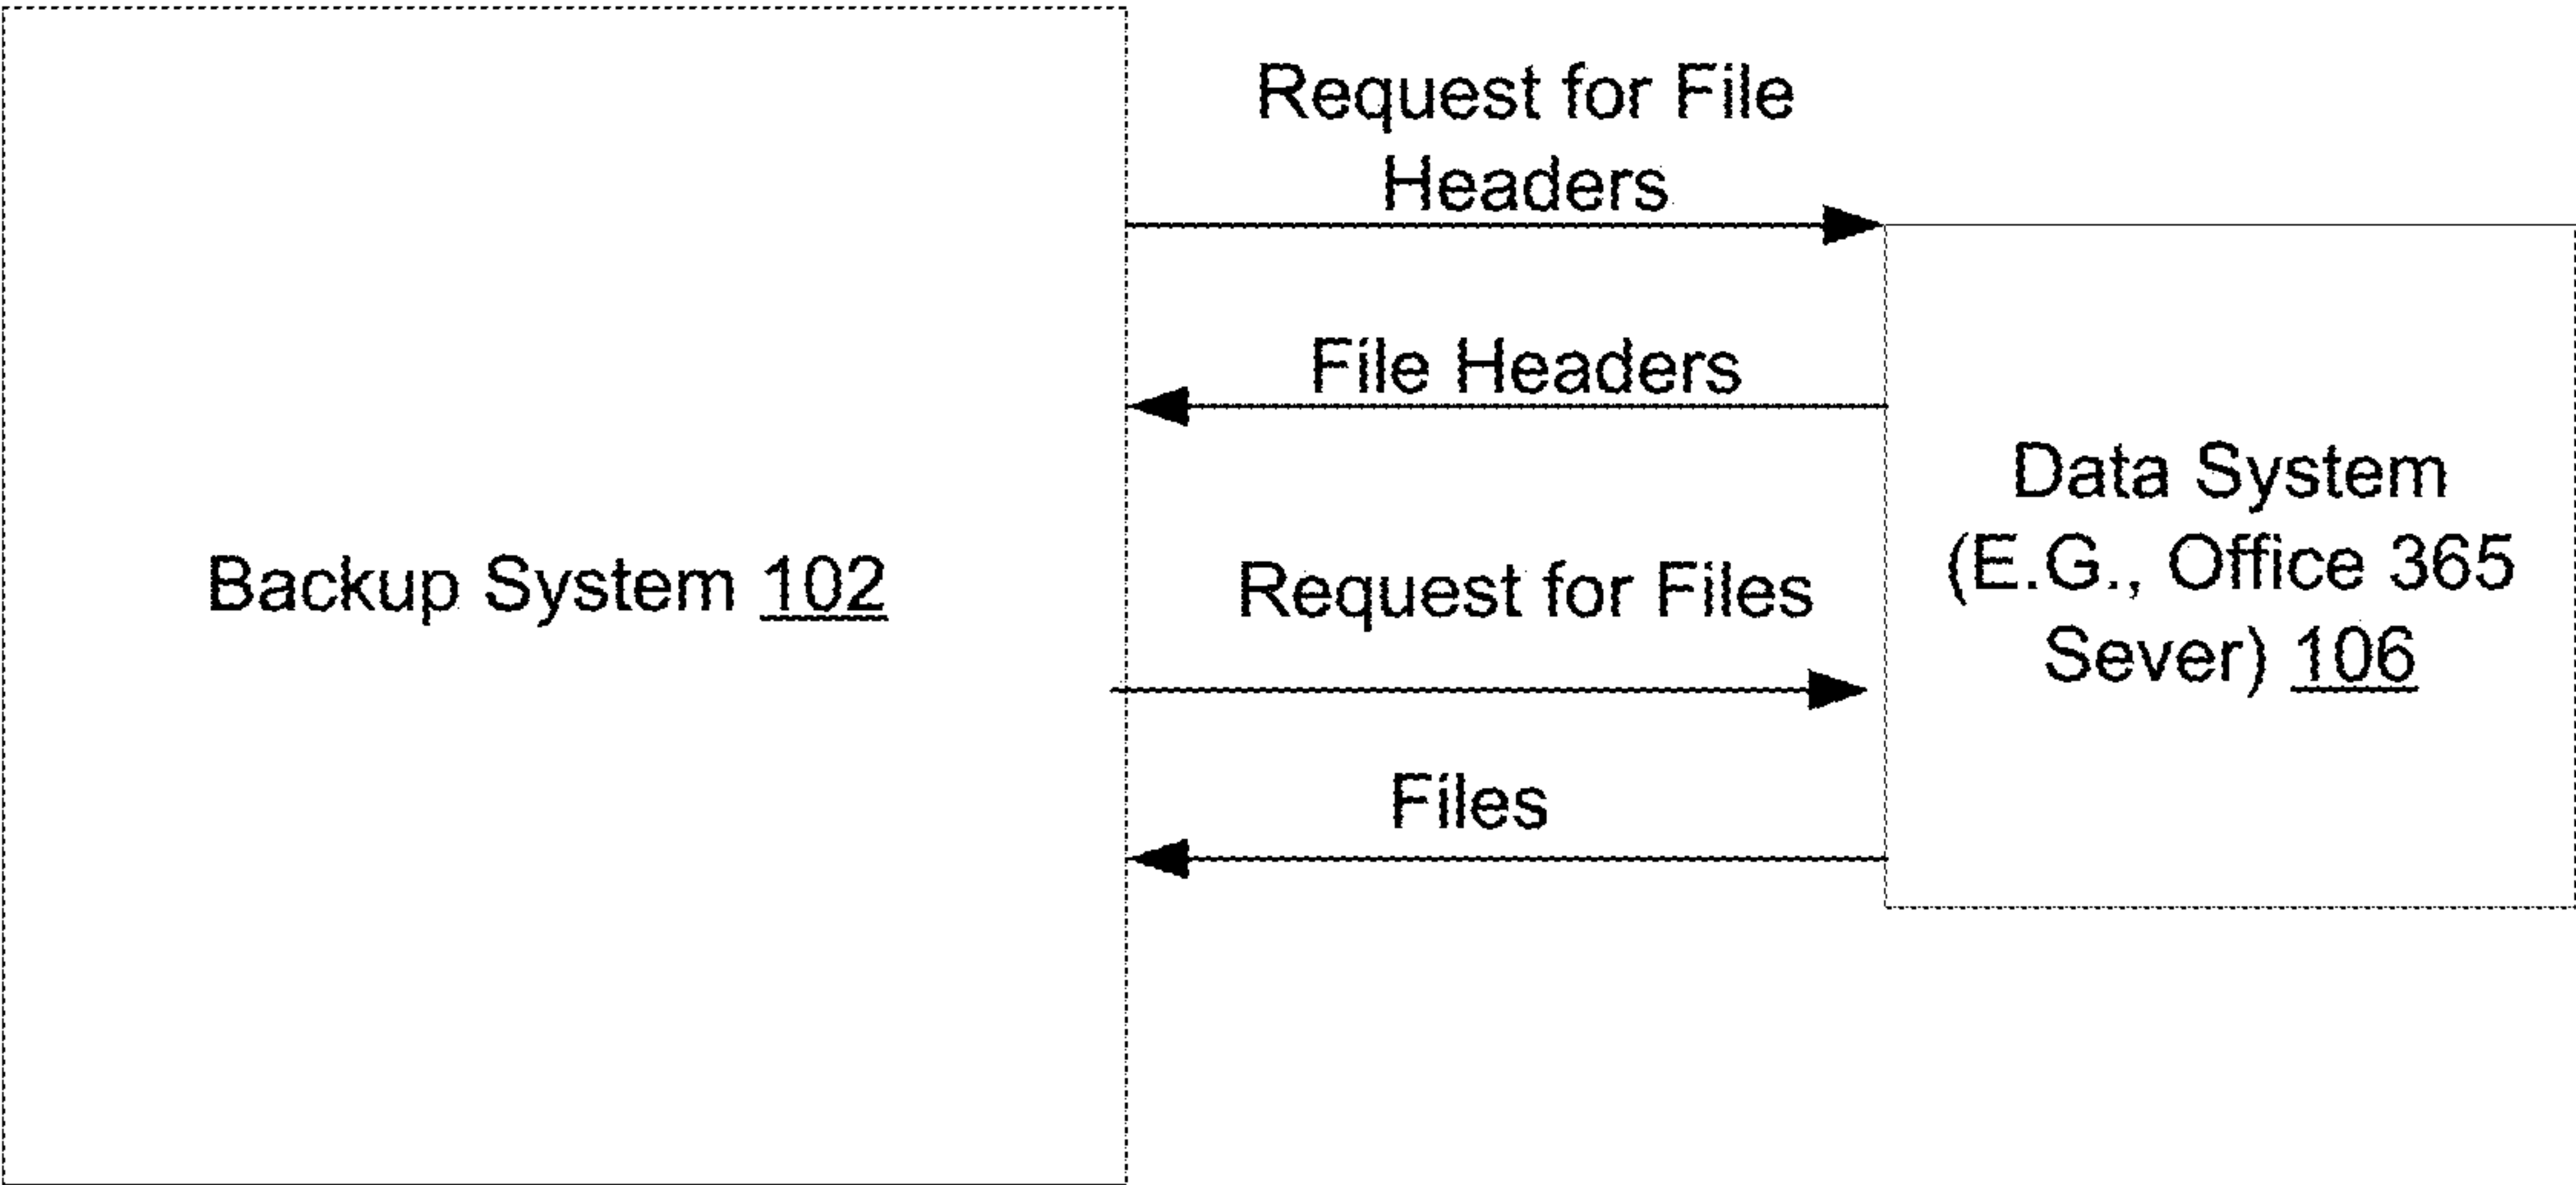 Request for File
Headers
File Headers
Backup System 102
Request for Files
Files
Data System
(E.G., Office 365
Sever) 106